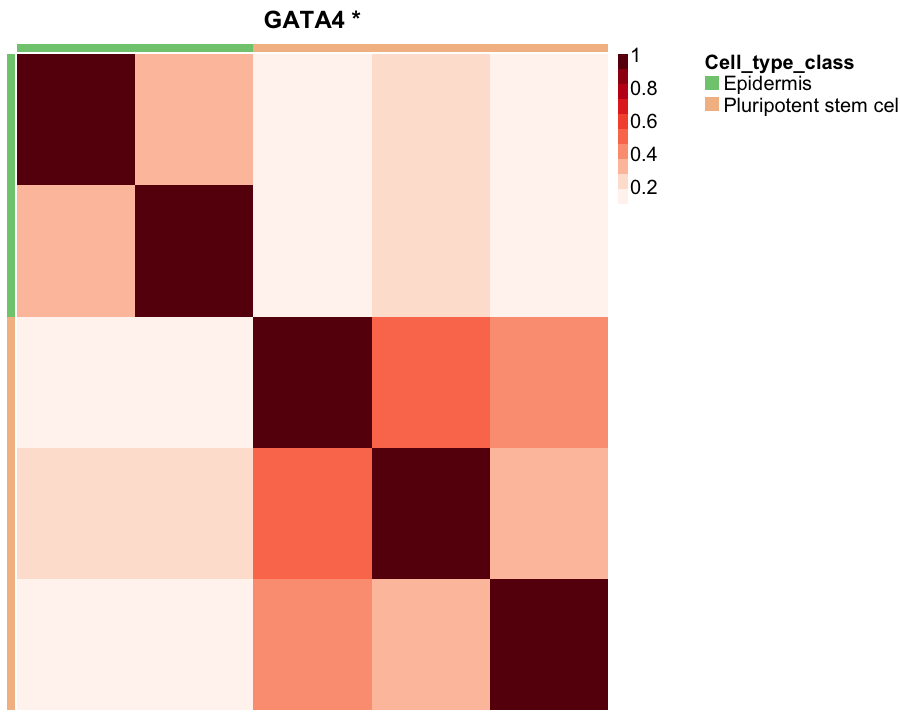 GATA4 *
1
0.8
0.6
0.4
0.2
Cell_type_class
Epidermis
Pluripotent stem cel